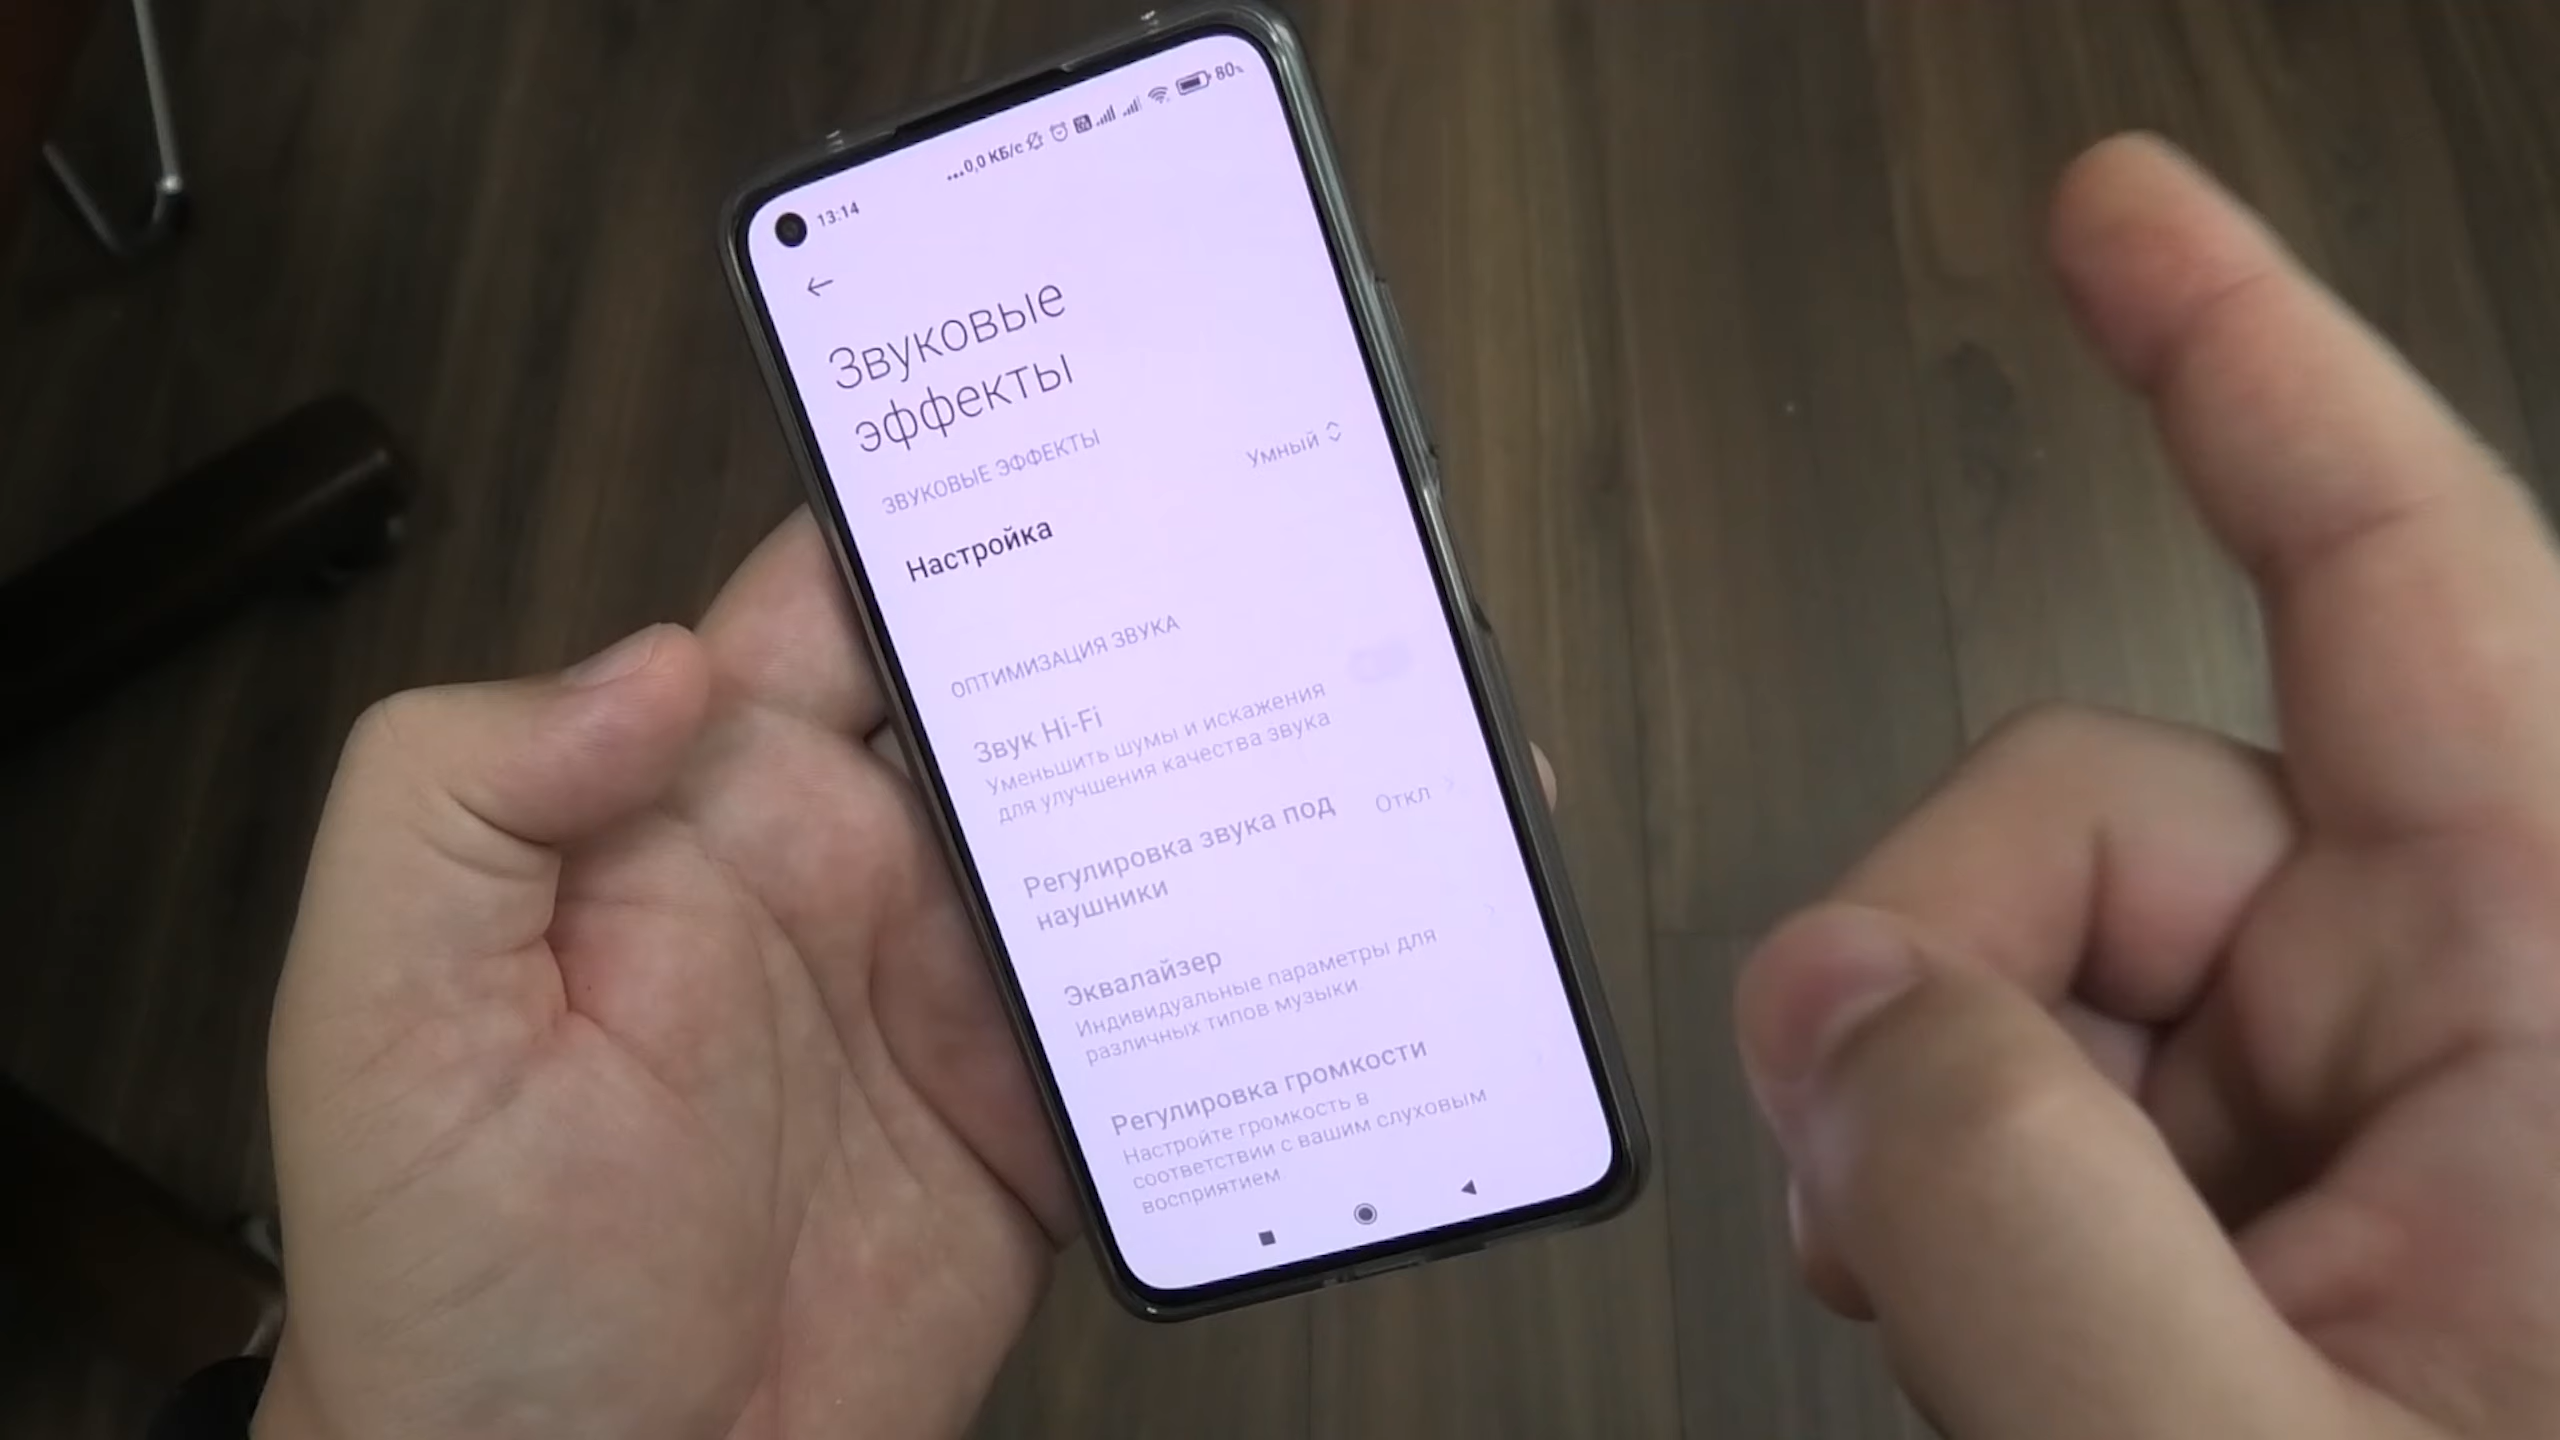 13:14
...0,0 КБ/с
80%
Звуковые
эффекты
ЗВУКОВЫЕ ЭФФЕКТЫ
Настройка
Умный
ОПТИМИЗАЦИЯ ЗВУКА
Звук Hi-Fi
Уменьшить шумы и искажения
для улучшения качества звука
Регулировка звука под
наушники
Откл
Эквалайзер
Индивидуальные параметры для
различных типов музыки.
Регулировка громкости
Настройте громкость в
соответствии с вашим слуховым
восприятием.